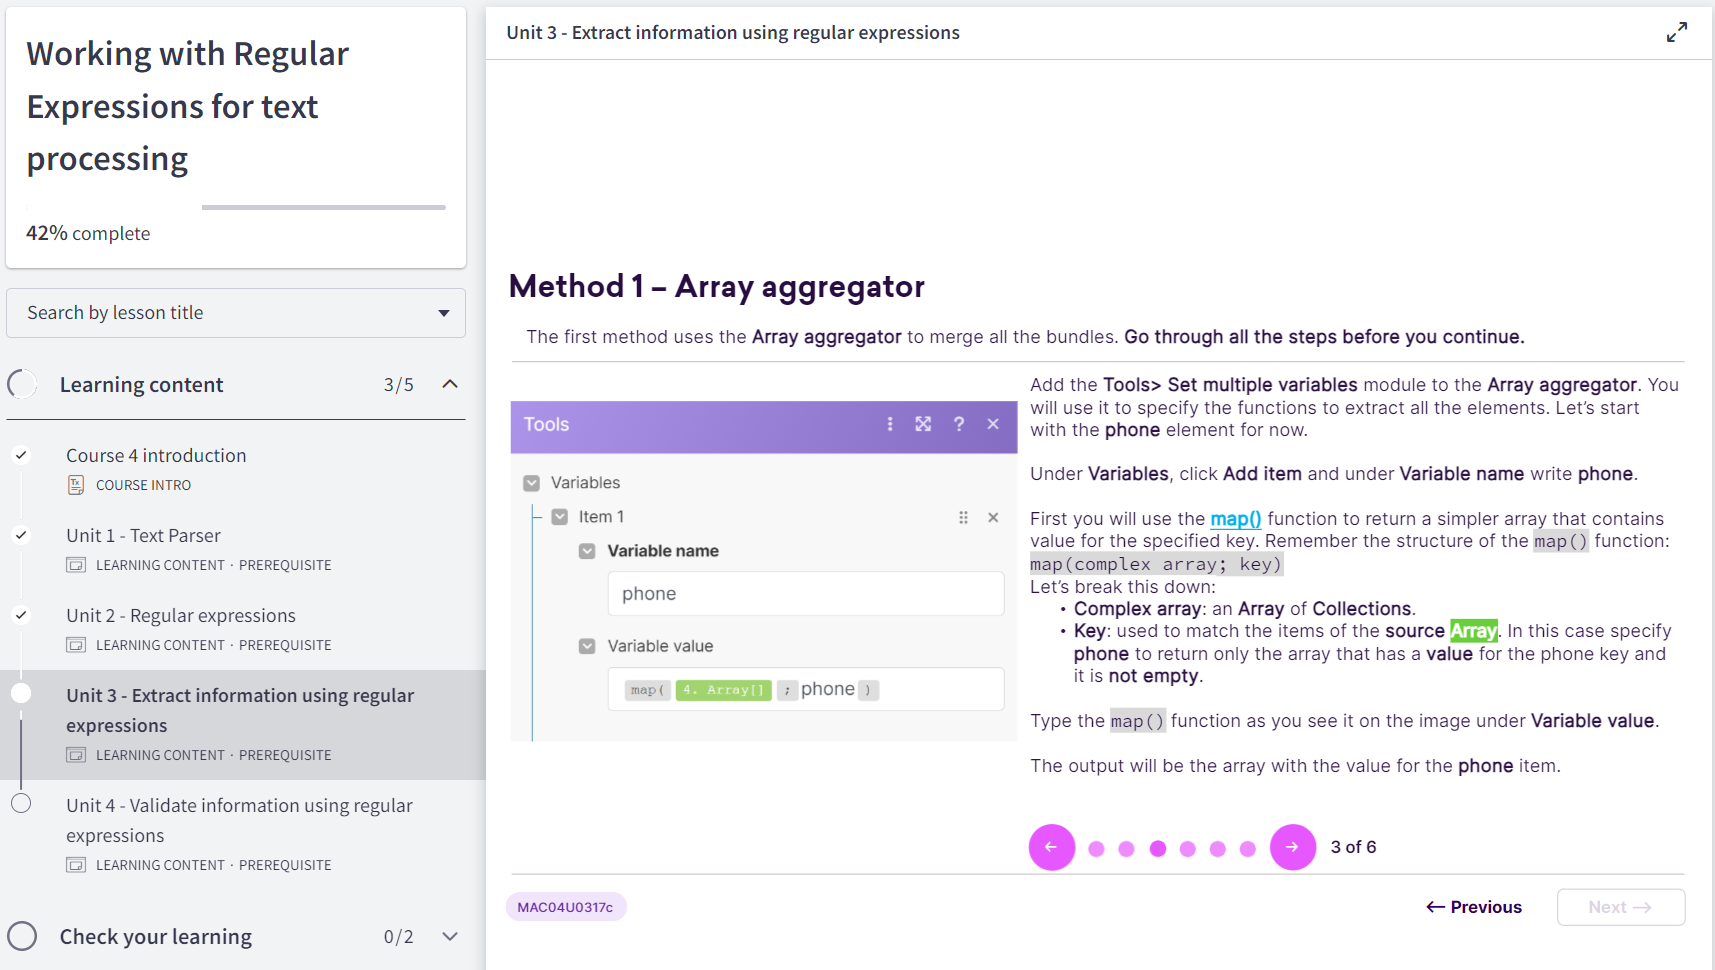 Working with Regular
Expressions for text
processing
42% complete
Search by lesson title
Learning content 3/5
Course 4 introduction
COURSE INTRO
Unit 1 - Text Parser
LEARNING CONTENT · PREREQUISITE
Unit 2 - Regular expressions
LEARNING CONTENT · PREREQUISITE
Unit 3 - Extract information using regular
expressions
LEARNING CONTENT · PREREQUISITE
Unit 4 - Validate information using regular
expressions
LEARNING CONTENT · PREREQUISITE
Check your learning 0/2
Unit 3 - Extract information using regular expressions
Method 1 – Array aggregator
The first method uses the Array aggregator to merge all the bundles. Go through all the steps before you continue.
Tools
Variables
Item 1
Variable name
phone
Variable value
map( 4. Array[] ; phone )
Add the Tools> Set multiple variables module to the Array aggregator. You
will use it to specify the functions to extract all the elements. Let’s start
with the phone element for now.
Under Variables, click Add item and under Variable name write phone.
First you will use the map() function to return a simpler array that contains
value for the specified key. Remember the structure of the map() function:
map(complex array; key)
Let’s break this down:
• Complex array: an Array of Collections.
• Key: used to match the items of the source Array. In this case specify
phone to return only the array that has a value for the phone key and
it is not empty.
Type the map() function as you see it on the image under Variable value.
The output will be the array with the value for the phone item.
← → 3 of 6
MAC04U0317c
← Previous Next →